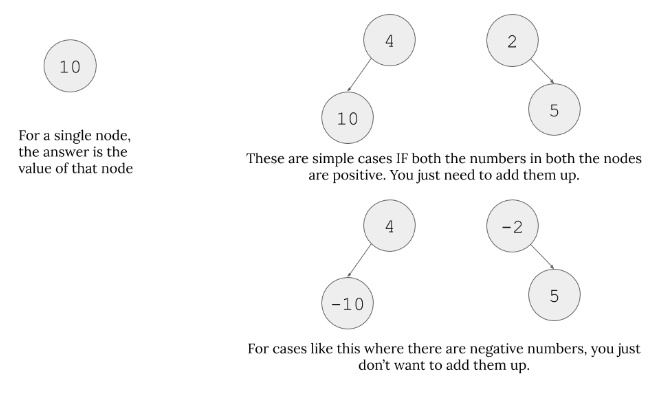 10
For a single node,
the answer is the
value of that node
4
10
2
5
These are simple cases IF both the numbers in both the nodes
are positive. You just need to add them up.
4
-10
-2
5
For cases like this where there are negative numbers, you just
don't want to add them up.